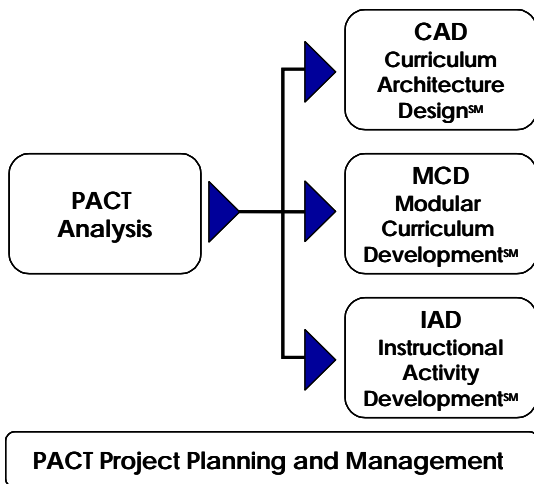 PACT
Analysis
CAD
Curriculum
Architecture
Design℠
MCD
Modular
Curriculum
Development℠
IAD
Instructional
Activity
Development℠
PACT Project Planning and Management